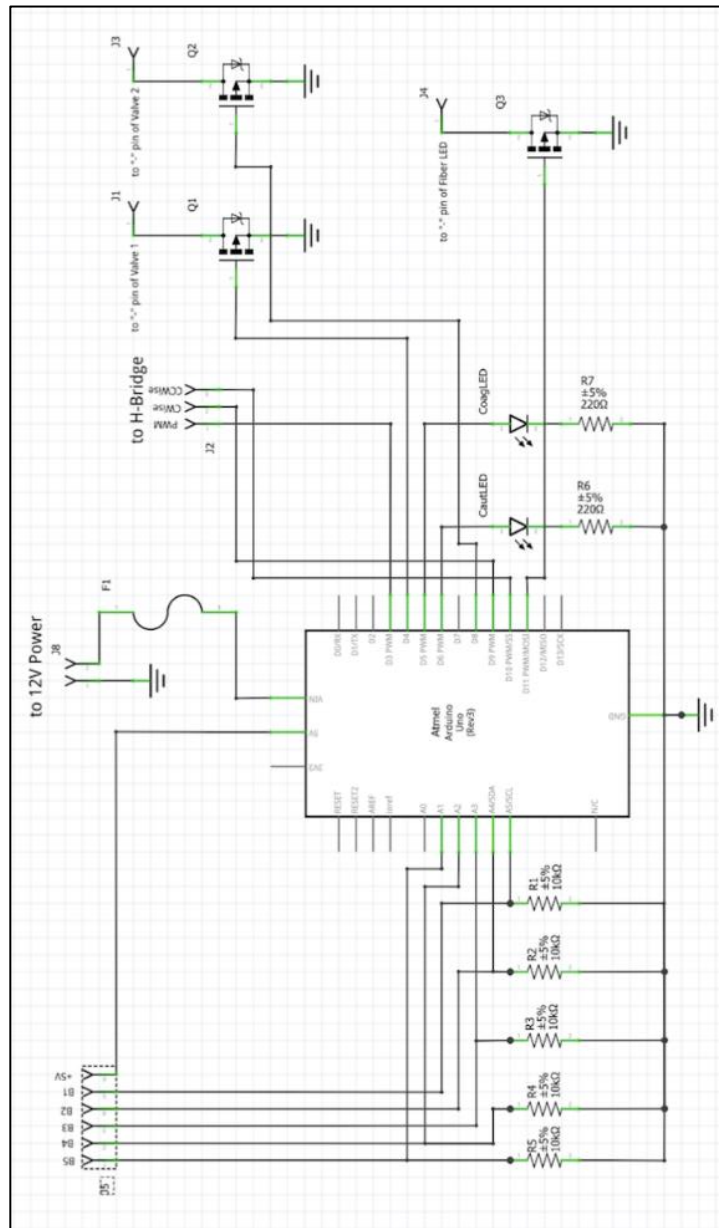 J3
Q2
to "-" pin of Valve 2
J1
Q1
to "-" pin of Valve 1
J4
Q3
to "-" pin of Fiber LED
to H-Bridge
CCWise
CWise
PWM
J2
CoagLED
R7
±5%
220Ω
CautLED
R6
±5%
220Ω
to 12V Power
J8
F1
D0/RX
D1/TX
D2
D3 PWM
D4
D5 PWM
D6 PWM
D7
D8
D9 PWM
D10 PWM/SS
D11 PWM/MOSI
D12/MISO
D13/SCK
VIN
5V
3V3
Atmel
Arduino
Uno
(Rev3)
GND
RESET
RESET2
AREF
ioref
A0
A1
A2
A3
A4/SDA
A5/SCL
N/C
R1
±5%
10kΩ
R2
±5%
10kΩ
R3
±5%
10kΩ
R4
±5%
10kΩ
R5
±5%
10kΩ
+5V
B1
B2
B3
B4
B5
J5